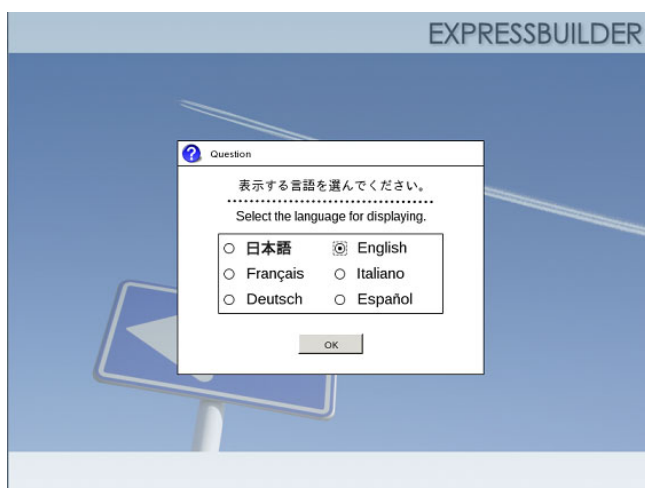 EXPRESSBUILDER
Question
表示する言語を選んでください。
Select the language for displaying.
日本語 English
Français Italiano
Deutsch Español
OK